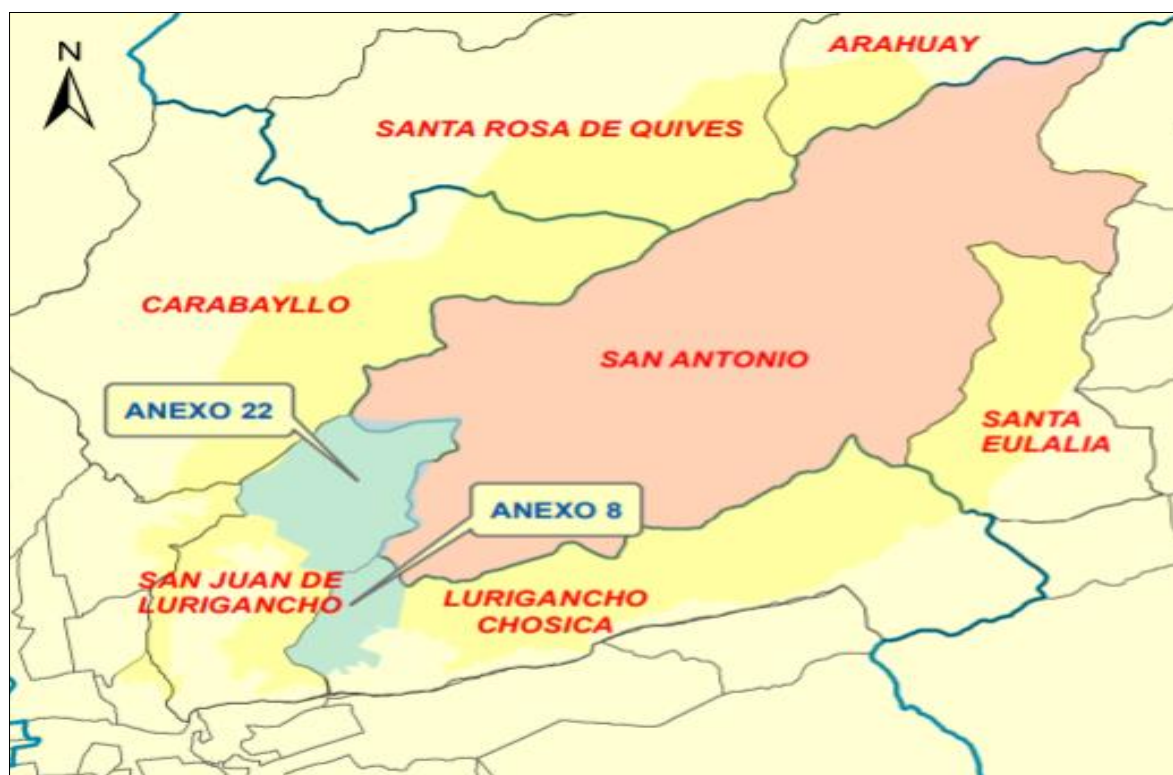 N
ARAHUAY
SANTA ROSA DE QUIVES
CARABAYLLO
SAN ANTONIO
ANEXO 22
SANTA
EULALIA
ANEXO 8
SAN JUAN DE
LURIGANCHO
LURIGANCHO
CHOSICA